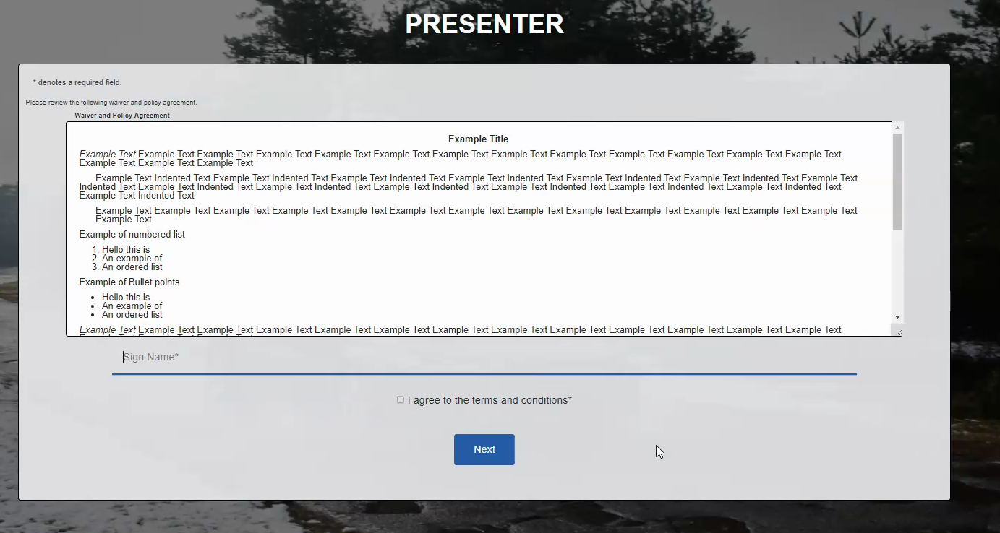 PRESENTER
* denotes a required field.
Please review the following waiver and policy agreement.
Waiver and Policy Agreement
Example Title
Example Text Example Text Example Text Example Text Example Text Example Text Example Text Example Text Example Text Example Text Example Text Example Text Example Text
Example Text Example Text Example Text
Example Text Indented Text Example Text Indented Text Example Text Indented Text Example Text Indented Text Example Text Indented Text Example Text Indented Text Example Text
Indented Text Example Text Indented Text Example Text Indented Text Example Text Indented Text Example Text Indented Text Example Text Indented Text Example Text Indented Text
Example Text Indented Text
Example Text Example Text Example Text Example Text Example Text Example Text Example Text Example Text Example Text Example Text Example Text Example Text Example Text
Example Text
Example of numbered list
1. Hello this is
2. An example of
3. An ordered list
Example of Bullet points
• Hello this is
• An example of
• An ordered list
Example Text Example Text Example Text Example Text Example Text Example Text Example Text Example Text Example Text Example Text Example Text Example Text Example Text
Sign Name*
I agree to the terms and conditions*
Next